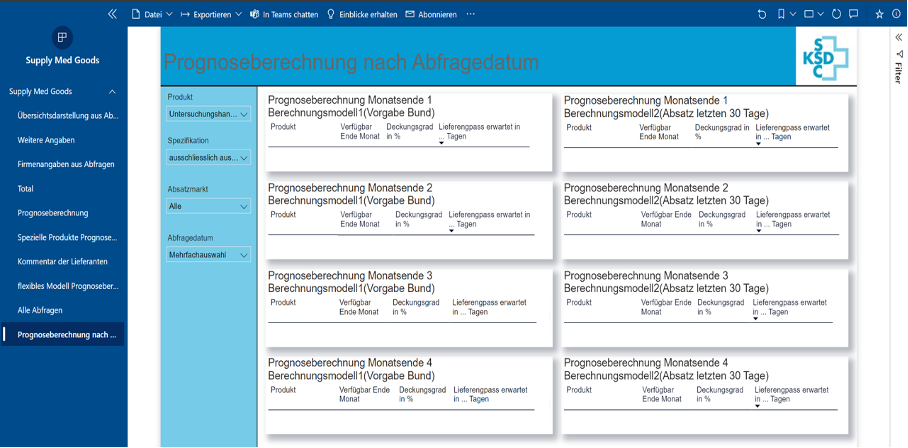 Datei Exportieren In Teams chatten Einblicke erhalten Abonnieren ...
Supply Med Goods
Supply Med Goods
Übersichtsdarstellung aus Ab...
Weitere Angaben
Firmenangaben aus Abfragen
Total
Prognoseberechnung
Spezielle Produkte Prognose...
Kommentar der Lieferanten
flexibles Modell Prognoseber...
Alle Abfragen
Prognoseberechnung nach ...
Prognoseberechnung nach Abfragedatum
S
KSD
C
Filter
Produkt
Untersuchungshan...
Spezifikation
ausschliesslich aus...
Absatzmarkt
Alle
Abfragedatum
Mehrfachauswahl
Prognoseberechnung Monatsende 1
Berechnungsmodell1(Vorgabe Bund)
Produkt Verfügbar Deckungsgrad Lieferengpass erwartet in
Ende Monat in % ... Tagen
Prognoseberechnung Monatsende 1
Berechnungsmodell2(Absatz letzten 30 Tage)
Produkt Verfügbar Deckungsgrad in Lieferengpass erwartet
Ende Monat % in ... Tagen
Prognoseberechnung Monatsende 2
Berechnungsmodell1(Vorgabe Bund)
Produkt Verfügbar Deckungsgrad Lieferengpass erwartet in
Ende Monat in % ... Tagen
Prognoseberechnung Monatsende 2
Berechnungsmodell2(Absatz letzten 30 Tage)
Produkt Verfügbar Ende Deckungsgrad Lieferengpass erwartet
Monat in % in ... Tagen
Prognoseberechnung Monatsende 3
Berechnungsmodell1(Vorgabe Bund)
Produkt Verfügbar Deckungsgrad Lieferengpass erwartet
Ende Monat in % in ... Tagen
Prognoseberechnung Monatsende 3
Berechnungsmodell2(Absatz letzten 30 Tage)
Produkt Verfügbar Ende Deckungsgrad Lieferengpass erwartet
Monat in % in ... Tagen
Prognoseberechnung Monatsende 4
Berechnungsmodell1(Vorgabe Bund)
Produkt Verfügbar Ende Deckungsgrad Lieferengpass erwartet
Monat in % in ... Tagen
Prognoseberechnung Monatsende 4
Berechnungsmodell2(Absatz letzten 30 Tage)
Produkt Verfügbar Deckungsgrad Lieferengpass erwartet
Ende Monat in % in ... Tagen